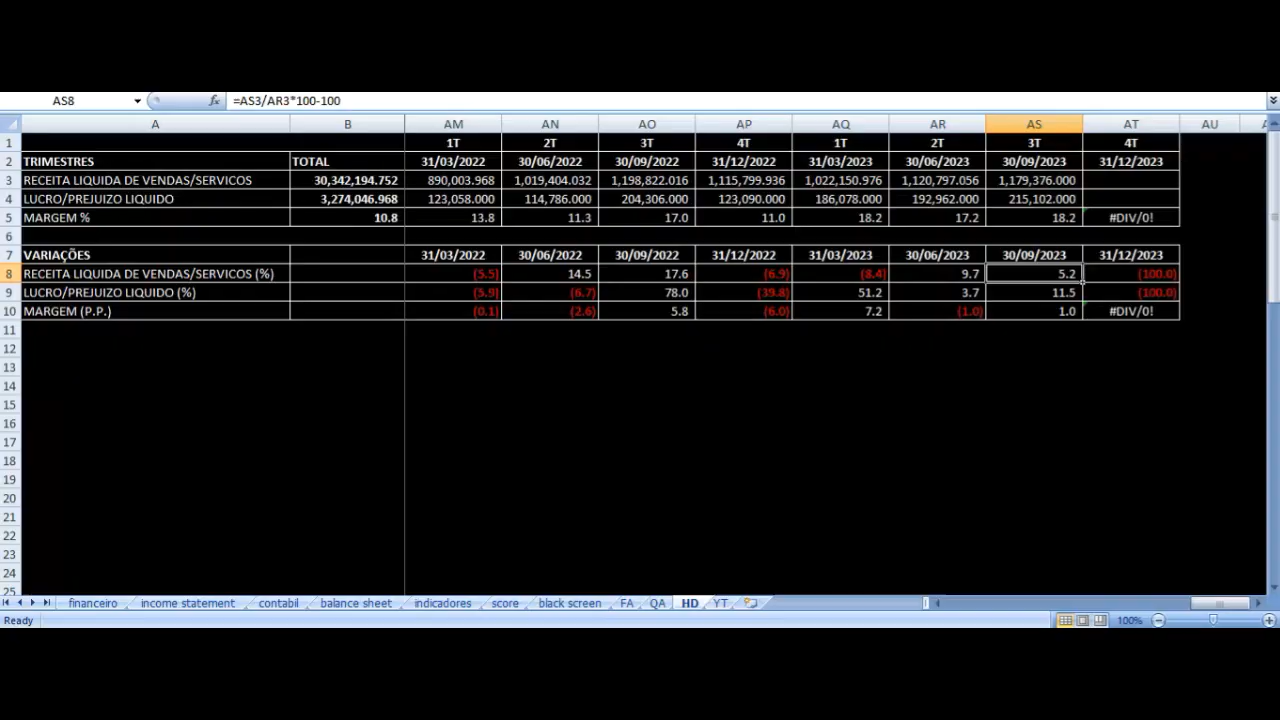 AS8 fx =AS3/AR3*100-100
A B AM AN AO AP AQ AR AS AT AU
1 1T 2T 3T 4T 1T 2T 3T 4T
2 TRIMESTRES TOTAL 31/03/2022 30/06/2022 30/09/2022 31/12/2022 31/03/2023 30/06/2023 30/09/2023 31/12/2023
3 RECEITA LIQUIDA DE VENDAS/SERVICOS 30,342,194.752 890,003.968 1,019,404.032 1,198,822.016 1,115,799.936 1,022,150.976 1,120,797.056 1,179,376.000
4 LUCRO/PREJUIZO LIQUIDO 3,274,046.968 123,058.000 114,786.000 204,306.000 123,090.000 186,078.000 192,962.000 215,102.000
5 MARGEM % 10.8 13.8 11.3 17.0 11.0 18.2 17.2 18.2 #DIV/0!
6
7 VARIAÇÕES 31/03/2022 30/06/2022 30/09/2022 31/12/2022 31/03/2023 30/06/2023 30/09/2023 31/12/2023
8 RECEITA LIQUIDA DE VENDAS/SERVICOS (%) (5.5) 14.5 17.6 (6.9) (8.4) 9.7 5.2 (100.0)
9 LUCRO/PREJUIZO LIQUIDO (%) (5.9) (6.7) 78.0 (39.8) 51.2 3.7 11.5 (100.0)
10 MARGEM (P.P.) (0.1) (2.6) 5.8 (6.0) 7.2 (1.0) 1.0 #DIV/0!
11
12
13
14
15
16
17
18
19
20
21
22
23
24
25
financeiro income statement contabil balance sheet indicadores score black screen FA QA HD YT
Ready 100%